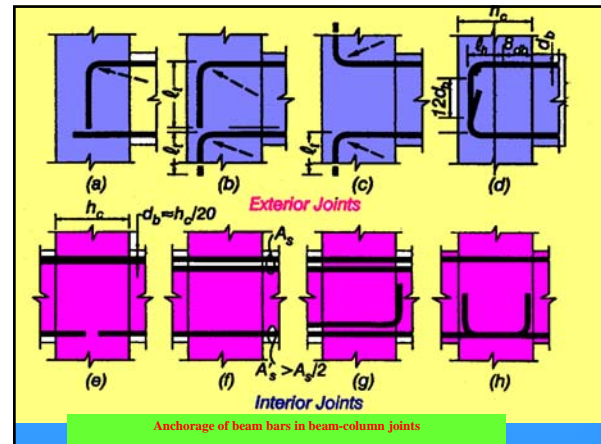 h_c
ℓ_h
8d_b
d_b
12d_b
ℓ_t
ℓ_t
ℓ_t
(a)
(b)
(c)
(d)
Exterior Joints
h_c
d_b=h_c/20
A_s
(e)
(f)
A'_s >A_s/2
(g)
(h)
Interior Joints
Anchorage of beam bars in beam-column joints